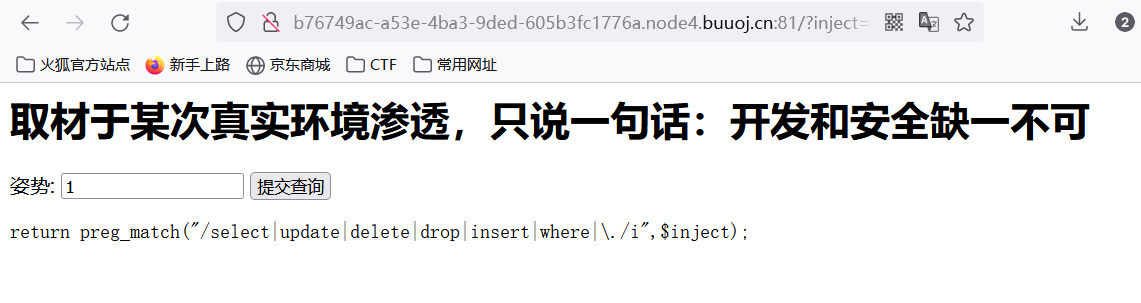 b76749ac-a53e-4ba3-9ded-605b3fc1776a.node4.buuoj.cn:81/?inject=
2
火狐官方站点 新手上路 京东商城 CTF 常用网址
取材于某次真实环境渗透，只说一句话：开发和安全缺一不可
姿势: 1 提交查询
return preg_match("/select|update|delete|drop|insert|where|\./i",$inject);